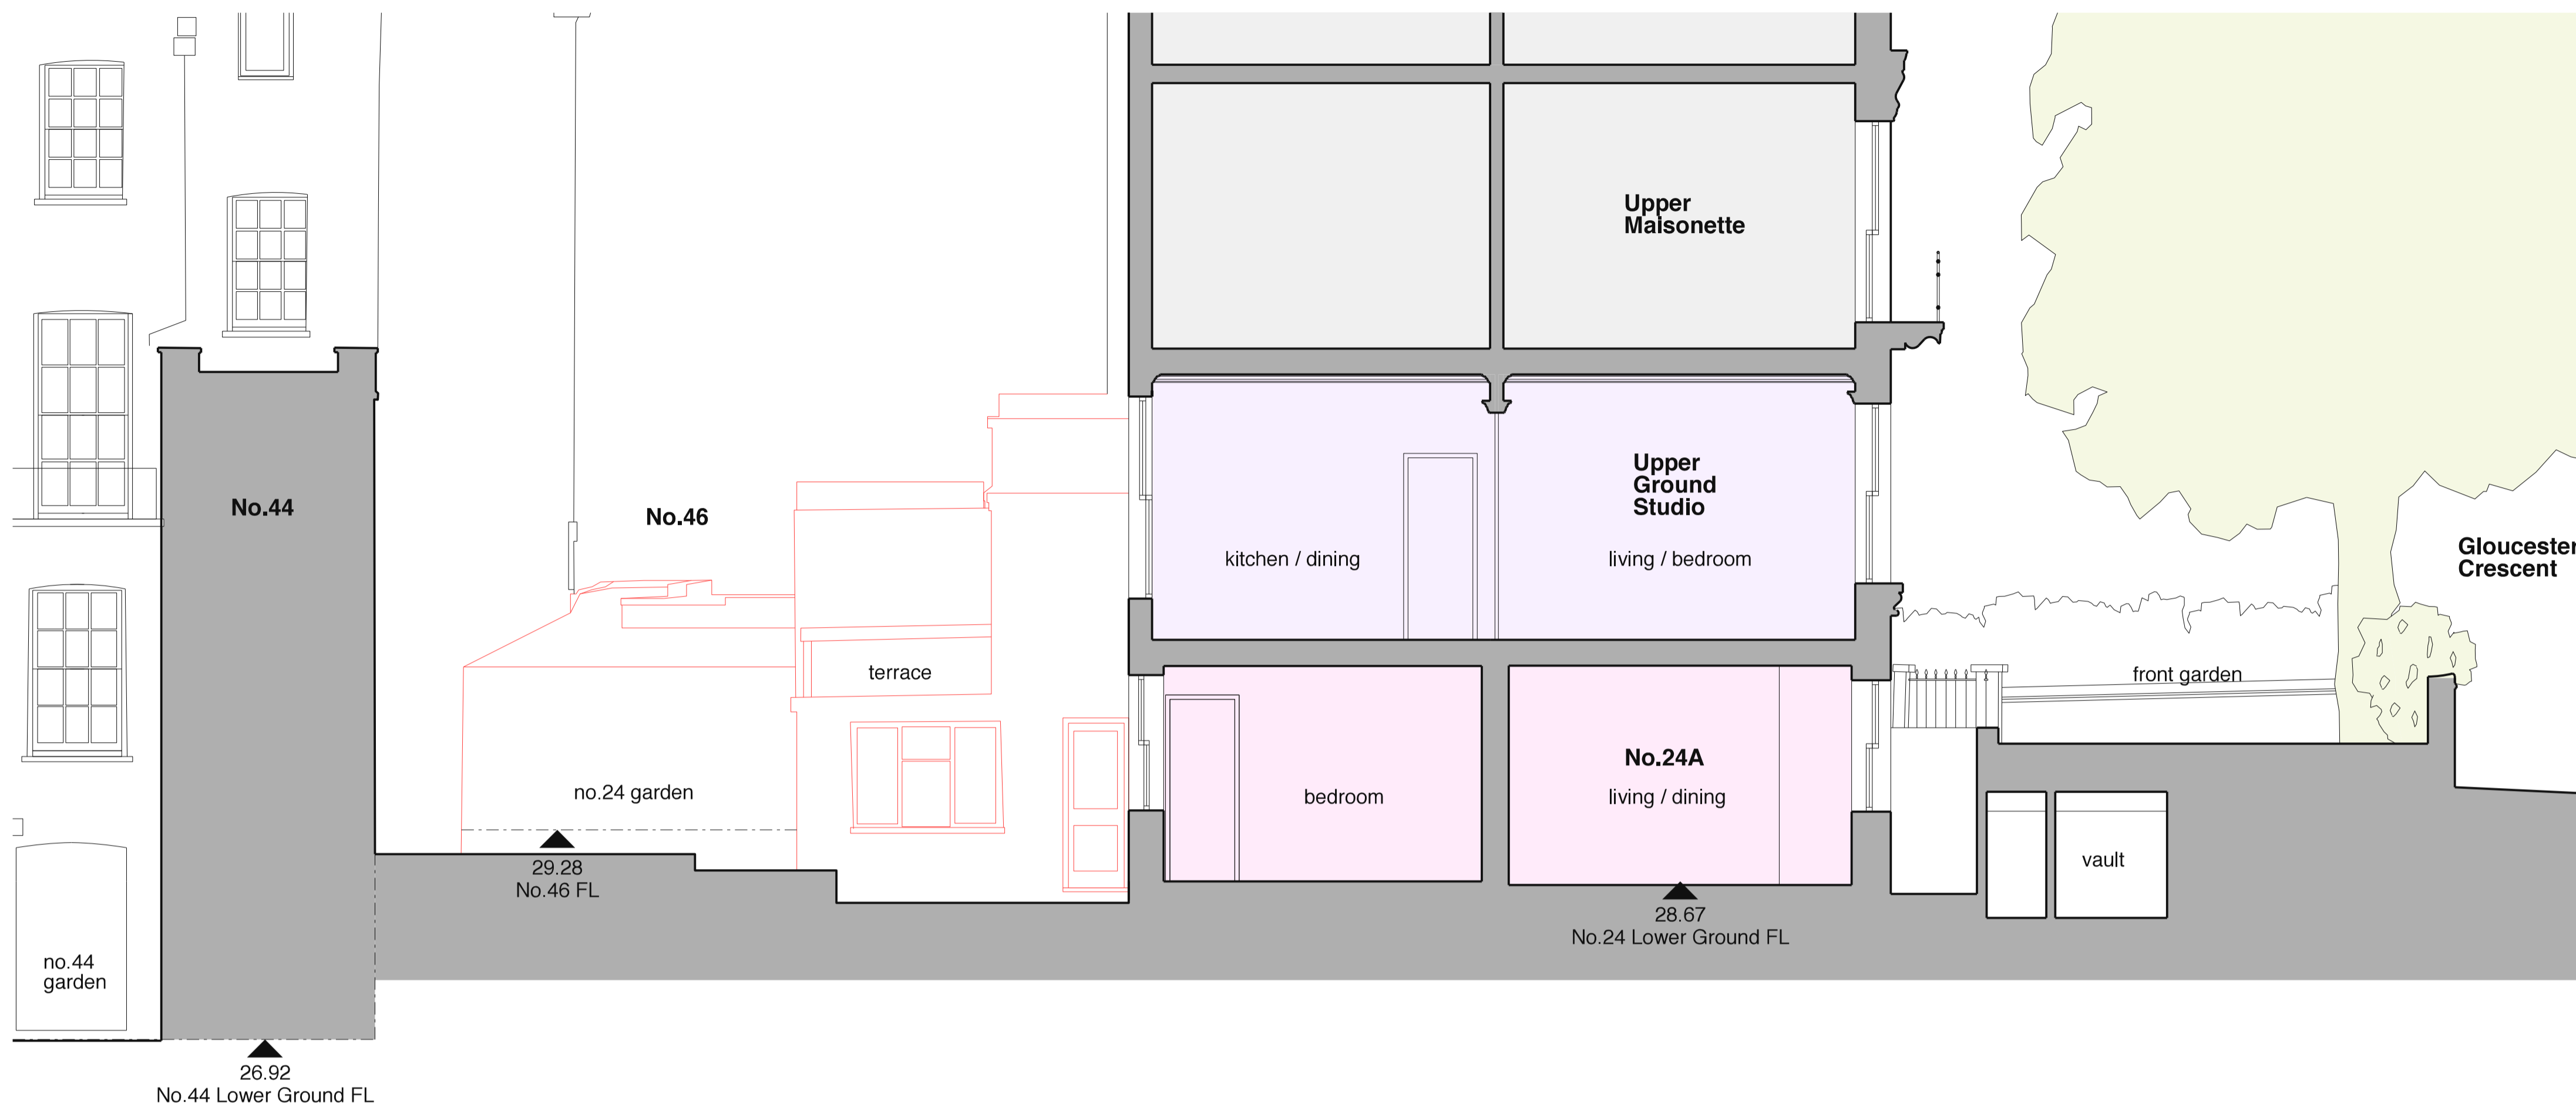 Upper
Maisonette
No.44
No.46
Upper
Ground
Studio
kitchen / dining
living / bedroom
Gloucester
Crescent
terrace
front garden
no.24 garden
bedroom
No.24A
living / dining
vault
29.28
No.46 FL
28.67
No.24 Lower Ground FL
no.44
garden
26.92
No.44 Lower Ground FL